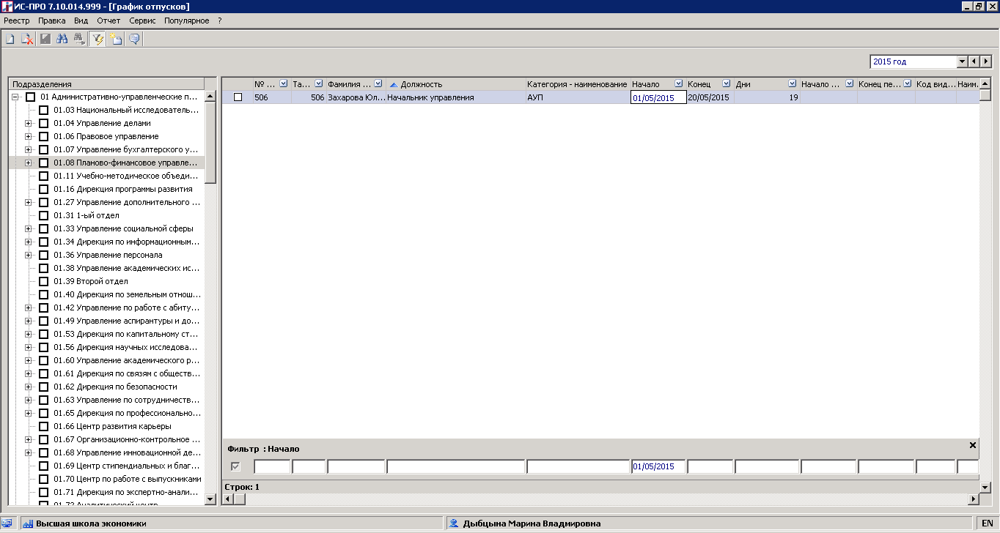 ИС-ПРО 7.10.014.999 - [График отпусков]
Реестр Правка Вид Отчет Сервис Популярное ?
2015 год
Подразделения
01 Административно-управленческие п...
01.03 Национальный исследователь...
01.04 Управление делами
01.06 Правовое управление
01.07 Управление бухгалтерского у...
01.08 Планово-финансовое управле...
01.11 Учебно-методическое объеди...
01.16 Дирекция программы развития
01.27 Управление дополнительного ...
01.31 1-ый отдел
01.33 Управление социальной сферы
01.34 Дирекция по информационным...
01.36 Управление персонала
01.38 Управление академических ис...
01.39 Второй отдел
01.40 Дирекция по земельным отнош...
01.42 Управление по работе с абиту...
01.49 Управление аспирантуры и до...
01.53 Дирекция по капитальному ст...
01.56 Дирекция научных исследова...
01.60 Управление академического р...
01.61 Дирекция по связям с обществ...
01.62 Дирекция по безопасности
01.63 Управление по сотрудничеств...
01.65 Дирекция по профессионально...
01.66 Центр развития карьеры
01.67 Организационно-контрольное ...
01.68 Управление инновационной де...
01.69 Центр стипендиальных и благ...
01.70 Центр по работе с выпускниками
01.71 Дирекция по экспертно-анали...
01.72 Аналитический центр
№ ... Та... Фамилия ... Должность Категория - наименование Начало Конец Дни Начало ... Конец пе... Код вид... Наим.
506 506 Захарова Юл... Начальник управления АУП 01/05/2015 20/05/2015 19
Фильтр : Начало
01/05/2015
Строк: 1
Высшая школа экономики Дыбцына Марина Владмировна EN